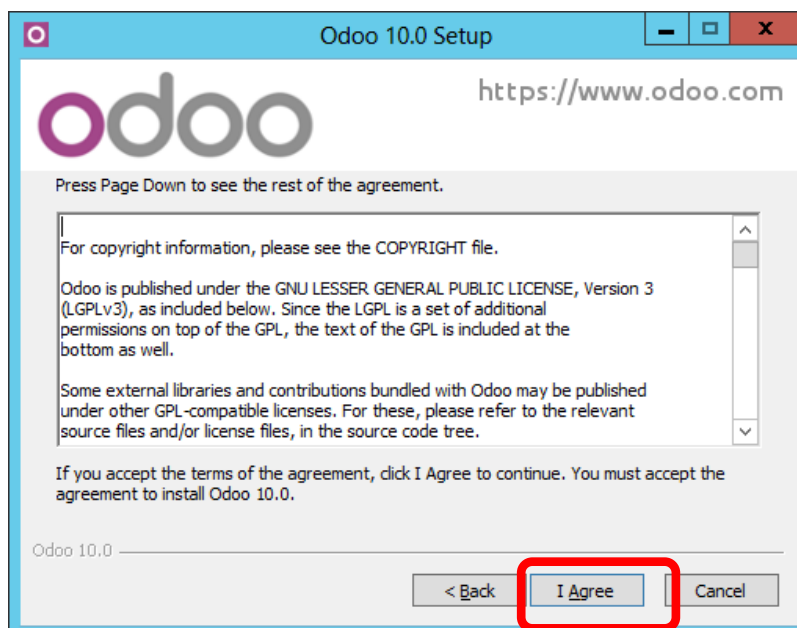 Odoo 10.0 Setup
odoo
https://www.odoo.com
Press Page Down to see the rest of the agreement.
For copyright information, please see the COPYRIGHT file.
Odoo is published under the GNU LESSER GENERAL PUBLIC LICENSE, Version 3
(LGPLv3), as included below. Since the LGPL is a set of additional
permissions on top of the GPL, the text of the GPL is included at the
bottom as well.
Some external libraries and contributions bundled with Odoo may be published
under other GPL-compatible licenses. For these, please refer to the relevant
source files and/or license files, in the source code tree.
If you accept the terms of the agreement, click I Agree to continue. You must accept the
agreement to install Odoo 10.0.
Odoo 10.0
< Back I Agree Cancel